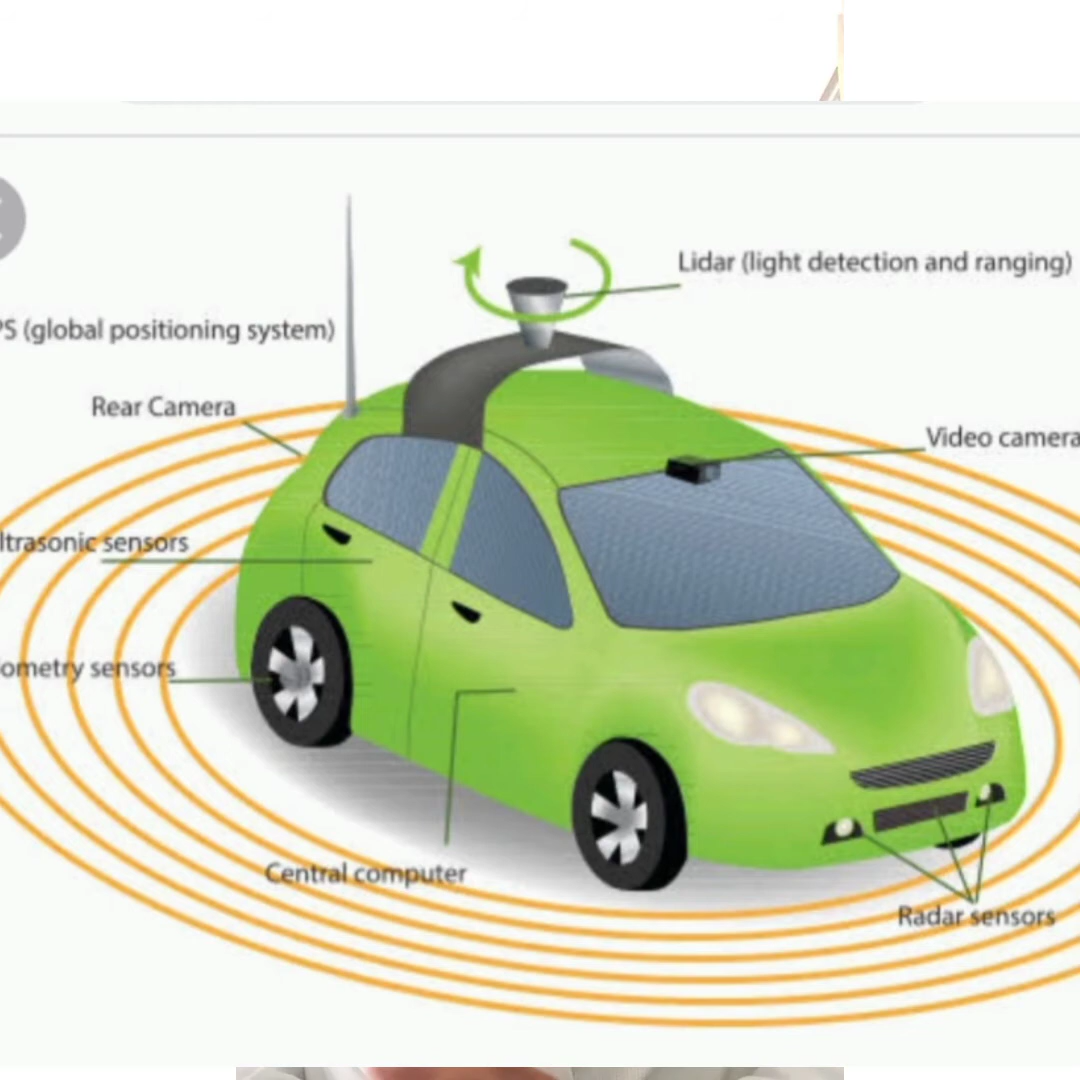 Lidar (light detection and ranging)
PS (global positioning system)
Rear Camera
Video camera
ltrasonic sensors
ometry sensors
Central computer
Radar sensors